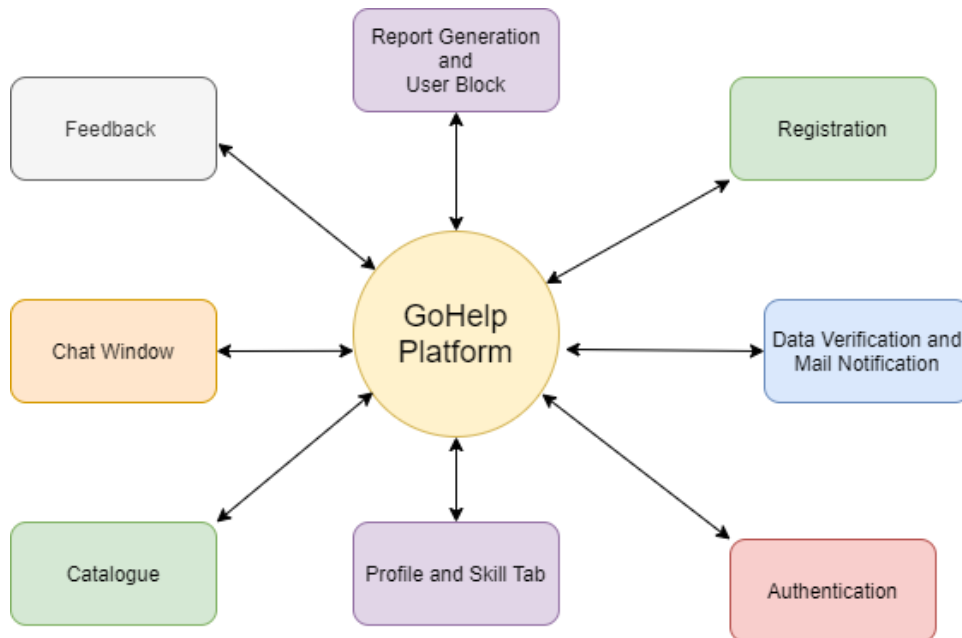 Report Generation
and
User Block
Feedback
Registration
GoHelp
Platform
Chat Window
Data Verification and
Mail Notification
Catalogue
Profile and Skill Tab
Authentication